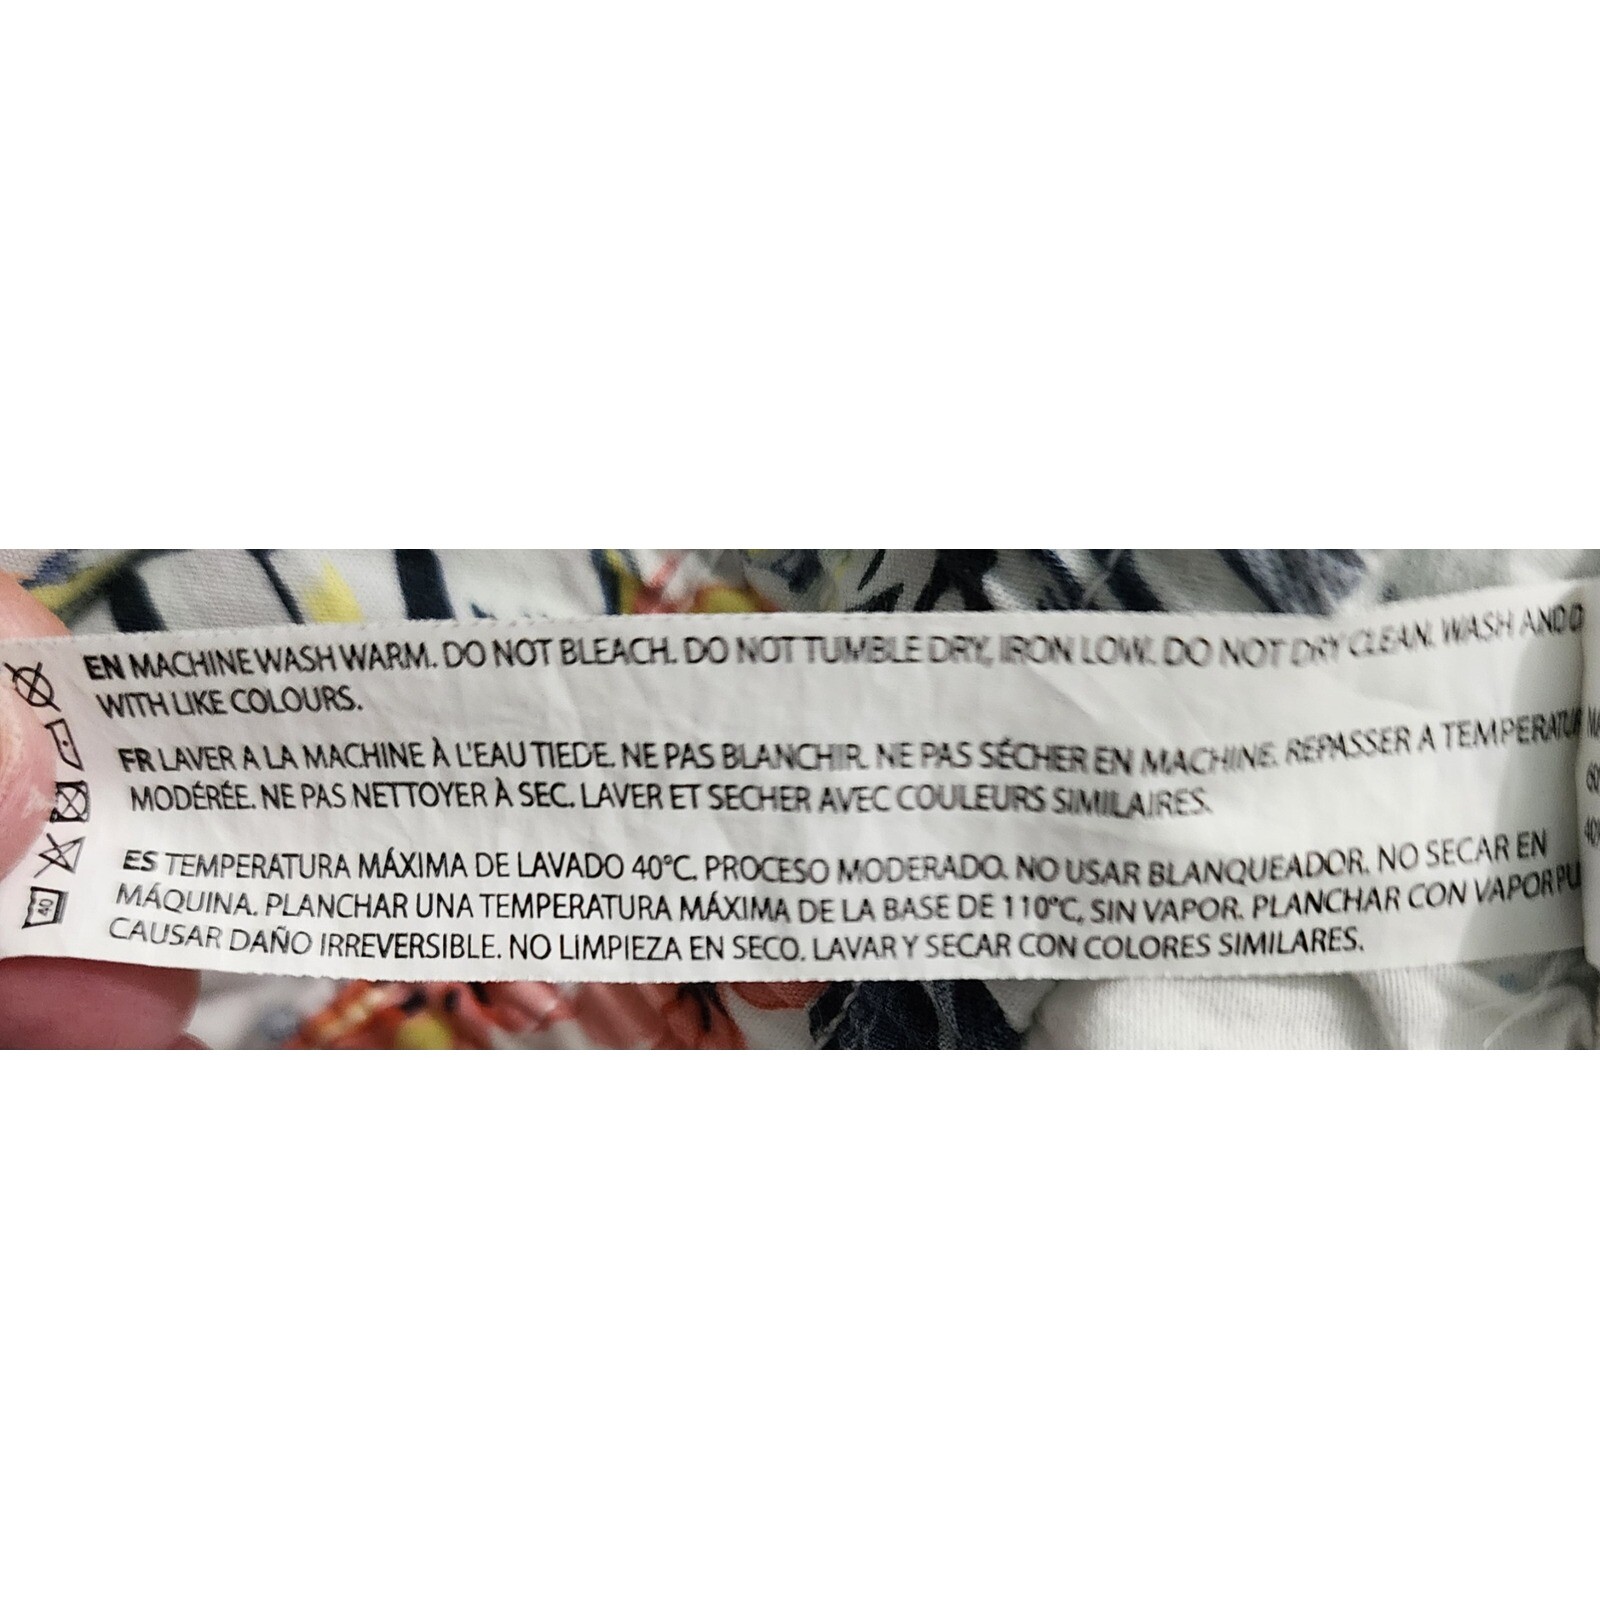 EN MACHINE WASH WARM. DO NOT BLEACH. DO NOT TUMBLE DRY, IRON LOW. DO NOT DRY CLEAN. WASH AND
WITH LIKE COLOURS.
FR LAVER A LA MACHINE À L'EAU TIEDE. NE PAS BLANCHIR. NE PAS SÉCHER EN MACHINE. REPASSER A
MODÉRÉE. NE PAS NETTOYER À SEC. LAVER ET SECHER AVEC COULEURS SIMILAIRES.
ES TEMPERATURA MÁXIMA DE LAVADO 40°C. PROCESO MODERADO. NO USAR BLANQUEADOR. NO SECAR EN
MÁQUINA. PLANCHAR UNA TEMPERATURA MÁXIMA DE LA BASE DE 110°C, SIN VAPOR. PLANCHAR CON VAPOR
CAUSAR DAÑO IRREVERSIBLE. NO LIMPIEZA EN SECO. LAVAR Y SECAR CON COLORES SIMILARES.
40